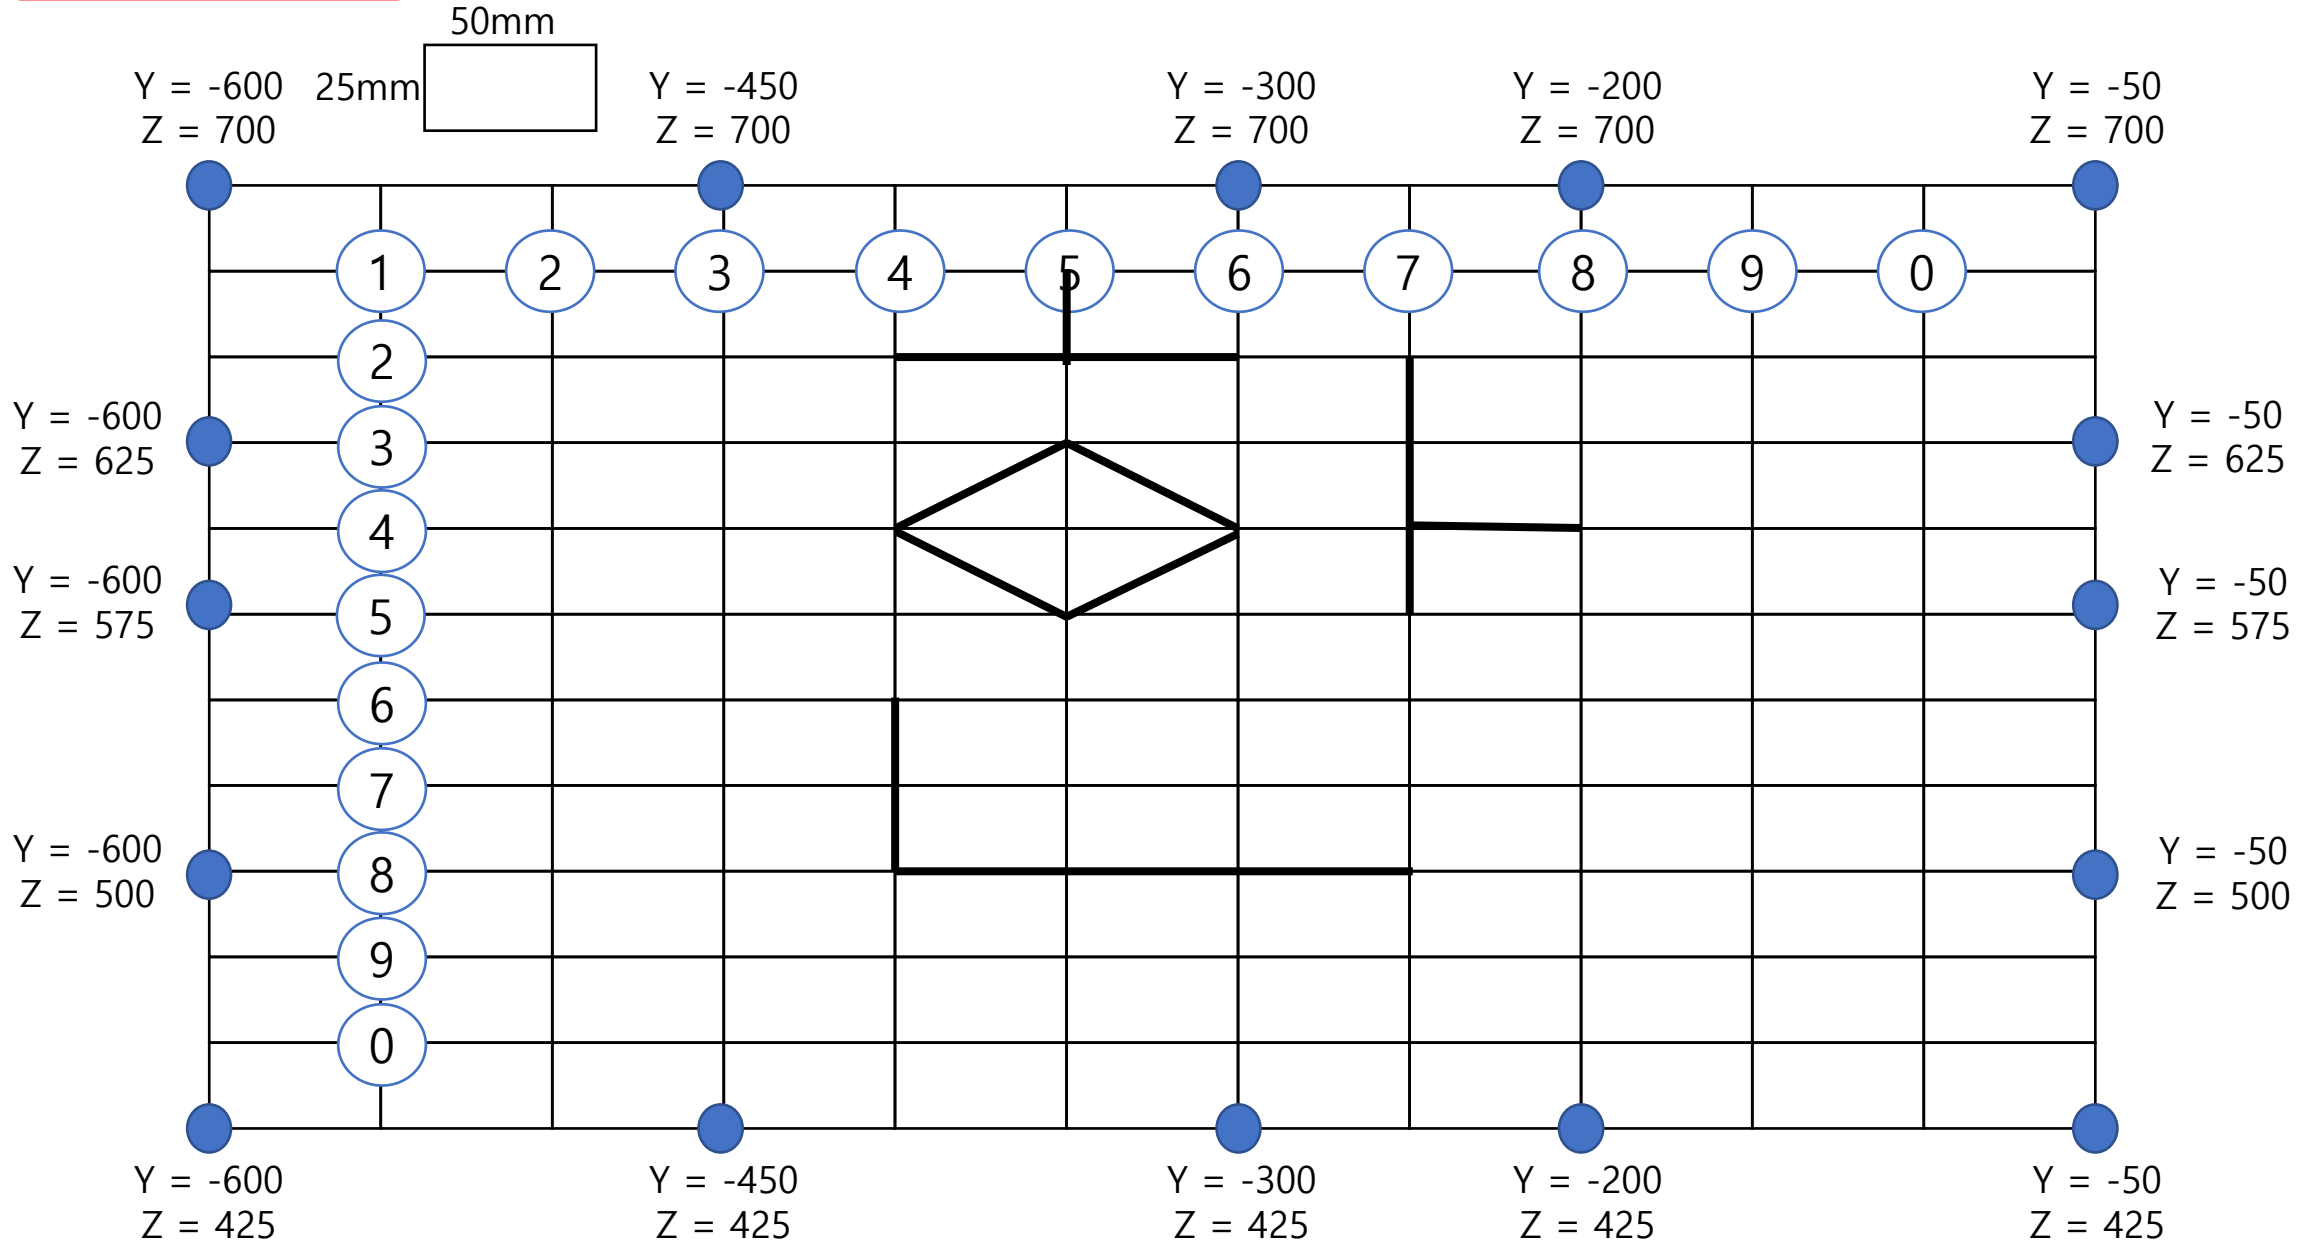 50mm
25mm
Y = -600
Z = 700
Y = -450
Z = 700
Y = -300
Z = 700
Y = -200
Z = 700
Y = -50
Z = 700
1 2 3 4 5 6 7 8 9 0
2
3
4
5
6
7
8
9
0
Y = -600
Z = 625
Y = -600
Z = 575
Y = -600
Z = 500
Y = -50
Z = 625
Y = -50
Z = 575
Y = -50
Z = 500
Y = -600
Z = 425
Y = -450
Z = 425
Y = -300
Z = 425
Y = -200
Z = 425
Y = -50
Z = 425